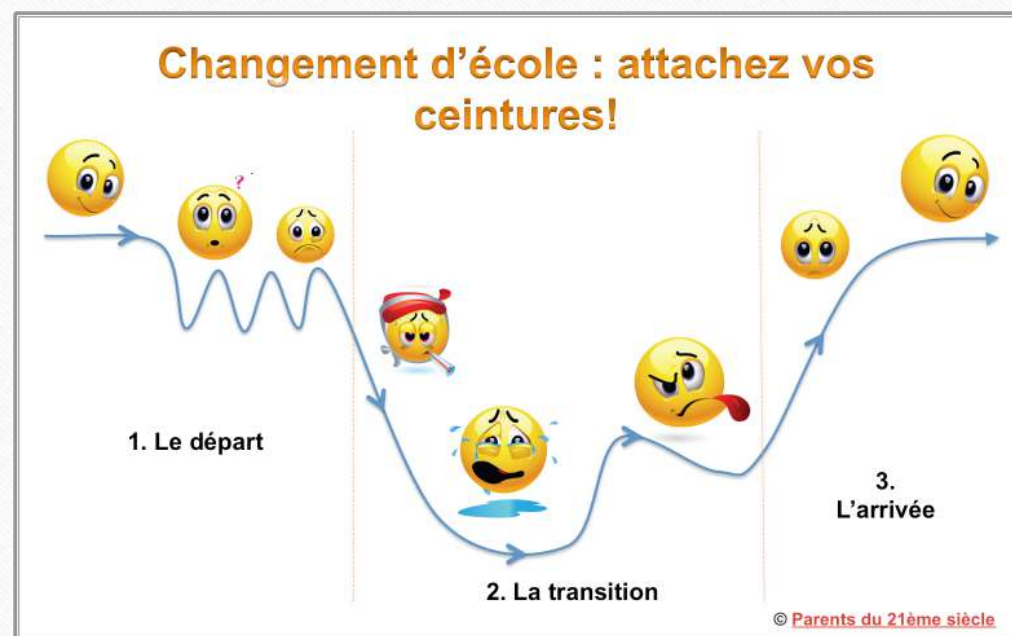 Changement d'école : attachez vos
ceintures!
?
1. Le départ
2. La transition
3.
L'arrivée
© Parents du 21ème siècle